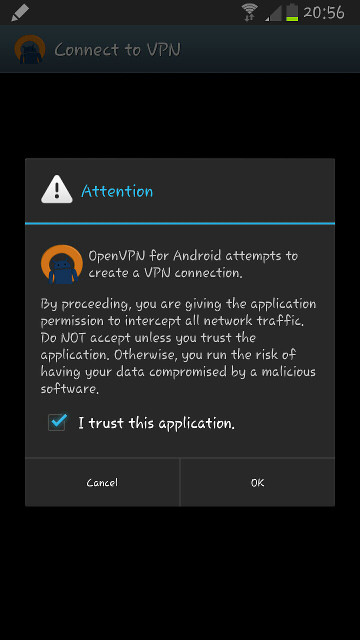 20:56
Connect to VPN
Attention
OpenVPN for Android attempts to
create a VPN connection.
By proceeding, you are giving the application
permission to intercept all network traffic.
Do NOT accept unless you trust the
application. Otherwise, you run the risk of
having your data compromised by a malicious
software.
I trust this application.
Cancel
OK